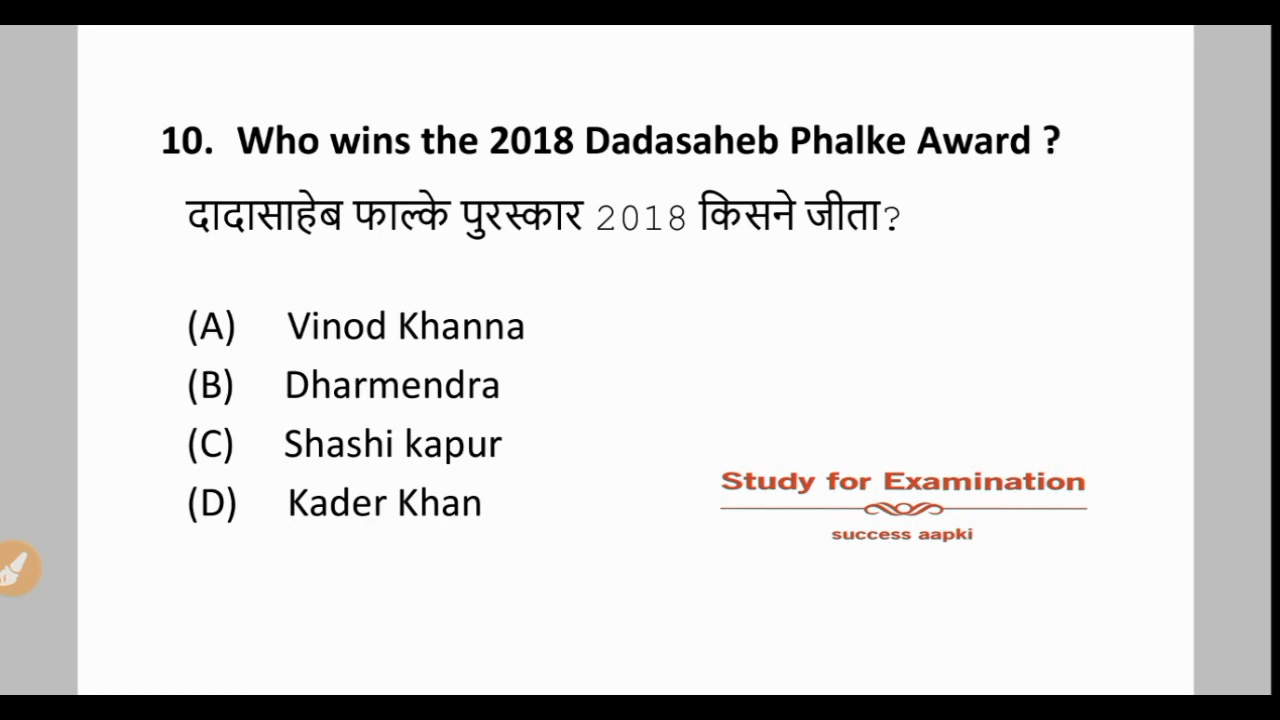 10. Who wins the 2018 Dadasaheb Phalke Award ?
दादासाहेब फाल्के पुरस्कार 2018 किसने जीता?
(A) Vinod Khanna
(B) Dharmendra
(C) Shashi kapur
(D) Kader Khan
Study for Examination
success aapki